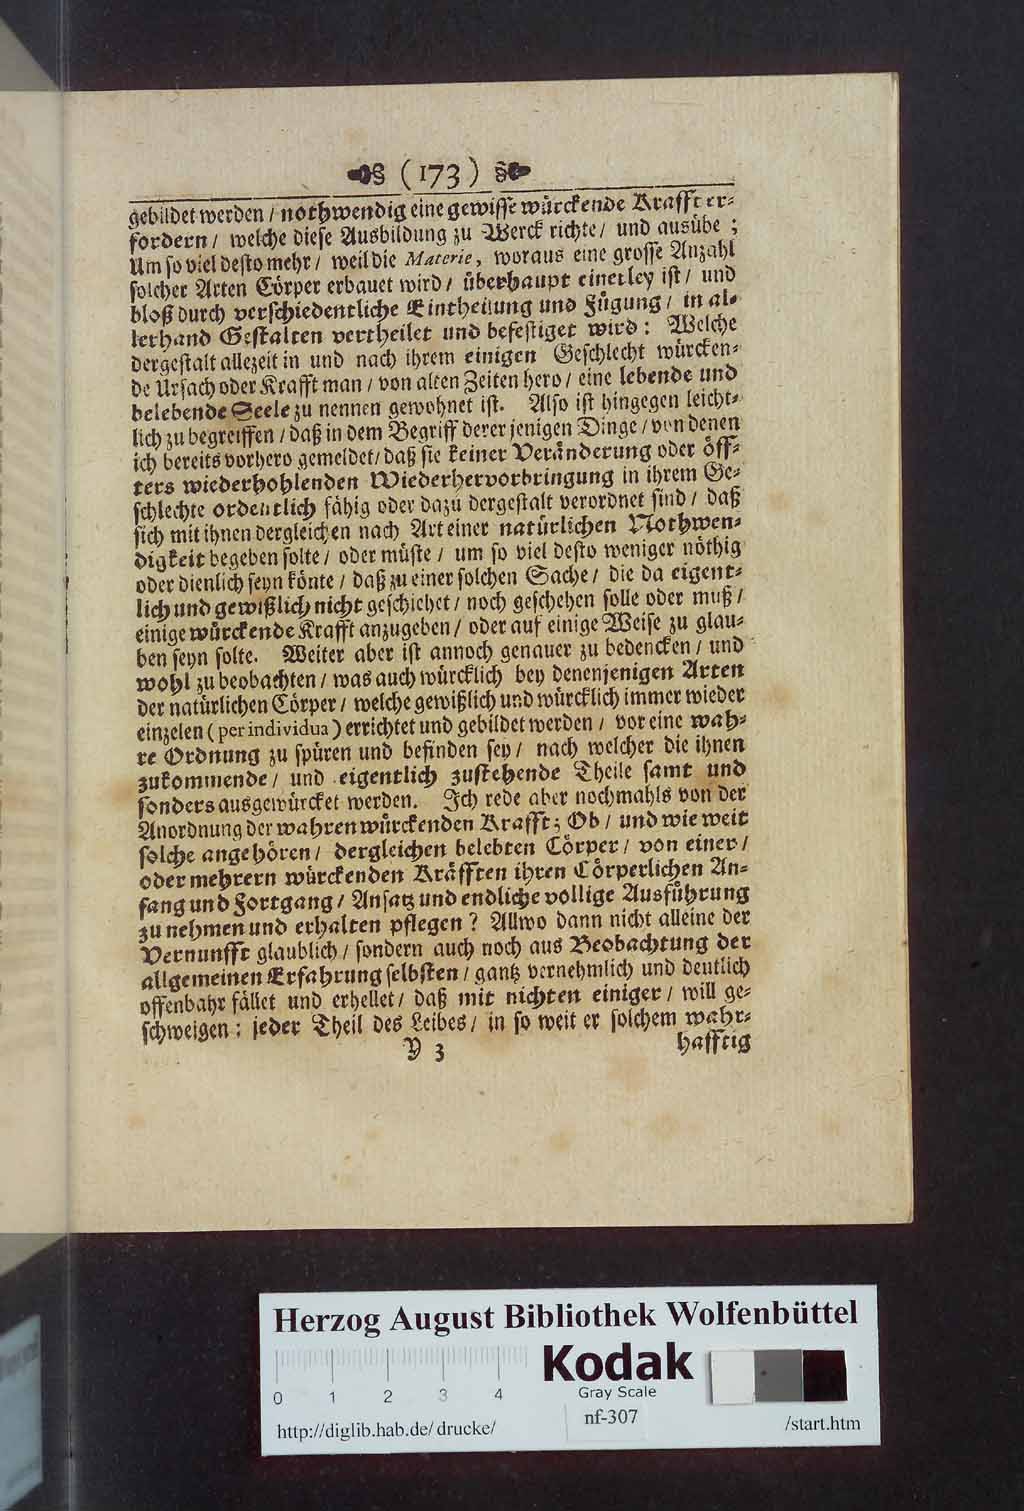 (173)
gebildet werden / nothwendig eine gewisse würckende Krafft er-
fordern / welche diese Ausbildung zu Werck richte / und ausübe ;
Um so viel desto mehr / weil die Materie, woraus eine grosse Anzahl
solcher Arten Cörper erbauet wird / überhaupt einerley ist / und
bloß durch verschiedentliche Eintheilung und Fügung / in al-
lerhand Gestalten vertheilet und befestiget wird : Welche
dergestalt allezeit in und nach ihrem einigen Geschlecht würcken-
de Ursach oder Krafft man / von alten Zeiten hero / eine lebende und
belebende Seele zu nennen gewohnet ist. Also ist hingegen leicht-
lich zu begreiffen / daß in dem Begriff derer jenigen Dinge / von denen
ich bereits vorhero gemeldet / daß sie keiner Veränderung oder öff-
ters wiederhohlenden Wiederhervorbringung in ihrem Ge-
schlechte ordentlich fähig oder dazu dergestalt verordnet sind / daß
sich mit ihnen dergleichen nach Art einer natürlichen Nothwen-
digkeit begeben solte / oder müste / um so viel desto weniger nöthig
oder dienlich seyn könte / daß zu einer solchen Sache / die da eigent-
lich und gewißlich nicht geschiehet / noch geschehen solle oder muß /
einige würckende Krafft anzugeben / oder auf einige Weise zu glau-
ben seyn solte. Weiter aber ist annoch genauer zu bedencken / und
wohl zu beobachten / was auch würcklich bey denenjenigen Arten
der natürlichen Cörper / welche gewißlich und würcklich immer wieder
einzelen ( per individua ) errichtet und gebildet werden / vor eine wah-
re Ordnung zu spüren und befinden sey / nach welcher die ihnen
zukommende / und eigentlich zustehende Theile samt und
sonders ausgewürcket werden. Ich rede aber nochmahls von der
Anordnung der wahren würckenden Krafft ; Ob / und wie weit
solche angehören / dergleichen belebten Cörper / von einer /
oder mehrern würckenden Kräfften ihren Cörperlichen An-
fang und Fortgang / Ansatz und endliche vollige Ausführung
zu nehmen und erhalten pflegen ? Allwo dann nicht alleine der
Vernunfft glaublich / sondern auch noch aus Beobachtung der
allgemeinen Erfahrung selbsten / gantz vernehmlich und deutlich
offenbahr fället und erhellet / daß mit nichten einiger / will ge-
schweigen : jeder Theil des Leibes / in so weit er solchem wahr-
Y 3 hafftig
Herzog August Bibliothek Wolfenbüttel
Kodak
Gray Scale
0 1 2 3 4
nf-307
http://diglib.hab.de/drucke/ /start.htm